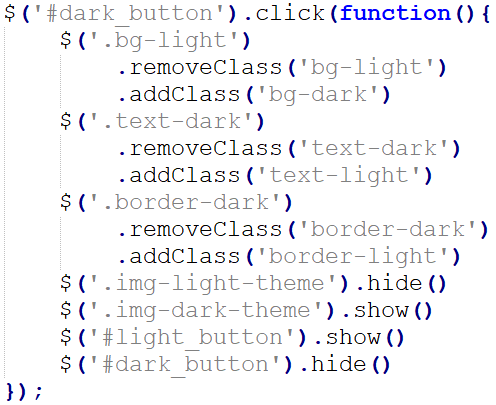 $('#dark_button').click(function(){
    $('.bg-light')
        .removeClass('bg-light')
        .addClass('bg-dark')
    $('.text-dark')
        .removeClass('text-dark')
        .addClass('text-light')
    $('.border-dark')
        .removeClass('border-dark')
        .addClass('border-light')
    $('.img-light-theme').hide()
    $('.img-dark-theme').show()
    $('#light_button').show()
    $('#dark_button').hide()
});